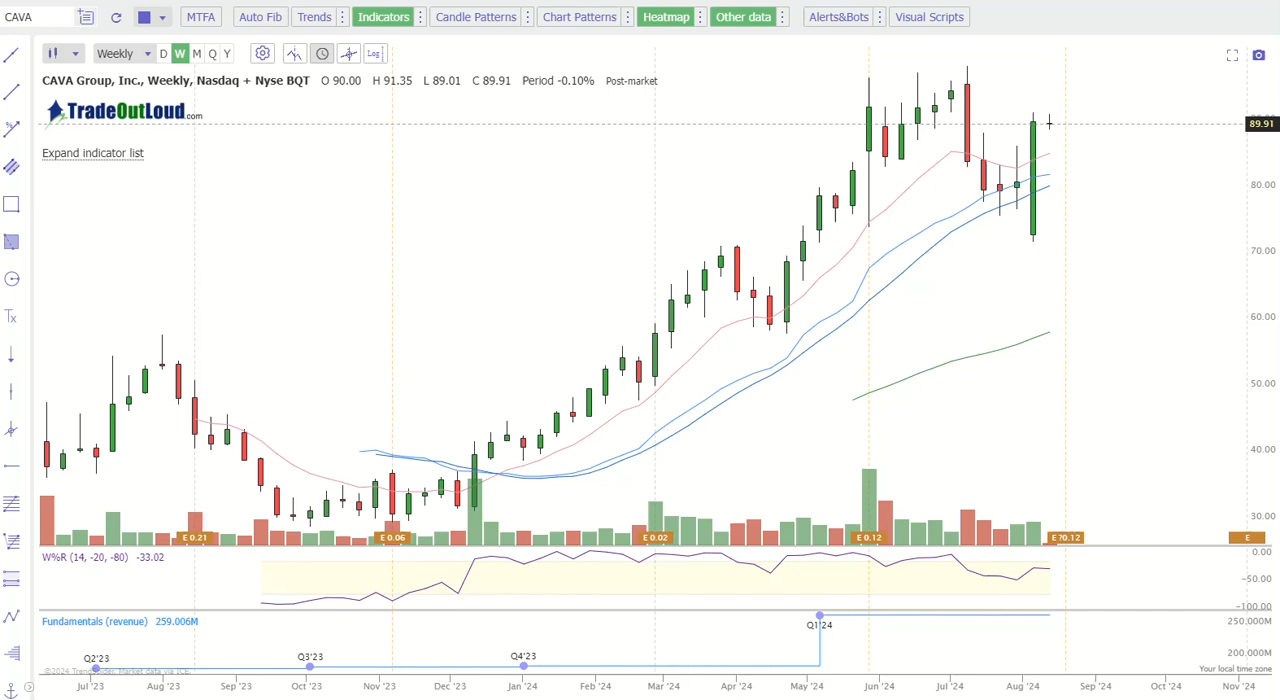 CAVA MTFA Auto Fib Trends Indicators Candle Patterns Chart Patterns Heatmap Other data Alerts&Bots Visual Scripts
Weekly D W M Q Y Log
CAVA Group, Inc., Weekly, Nasdaq + Nyse BQT O 90.00 H 91.35 L 89.01 C 89.91 Period -0.10% Post-market
TradeOutLoud.com
89.91
Expand indicator list
80.00
70.00
60.00
50.00
40.00
30.00
E 0.21 E 0.06 E 0.02 E 0.12 E ?0.12 E
W%R (14, -20, -80) -33.02
0.00
-50.00
-100.00
Fundamentals (revenue) 259.006M
Q1'24
250.000M
Q2'23 Q3'23 Q4'23
200.000M
©2024 TrendSpider. Market data via ICE.
Your local time zone
Jul '23 Aug '23 Sep '23 Oct '23 Nov '23 Dec '23 Jan '24 Feb '24 Mar '24 Apr '24 May '24 Jun '24 Jul '24 Aug '24 Sep '24 Oct '24 Nov '24